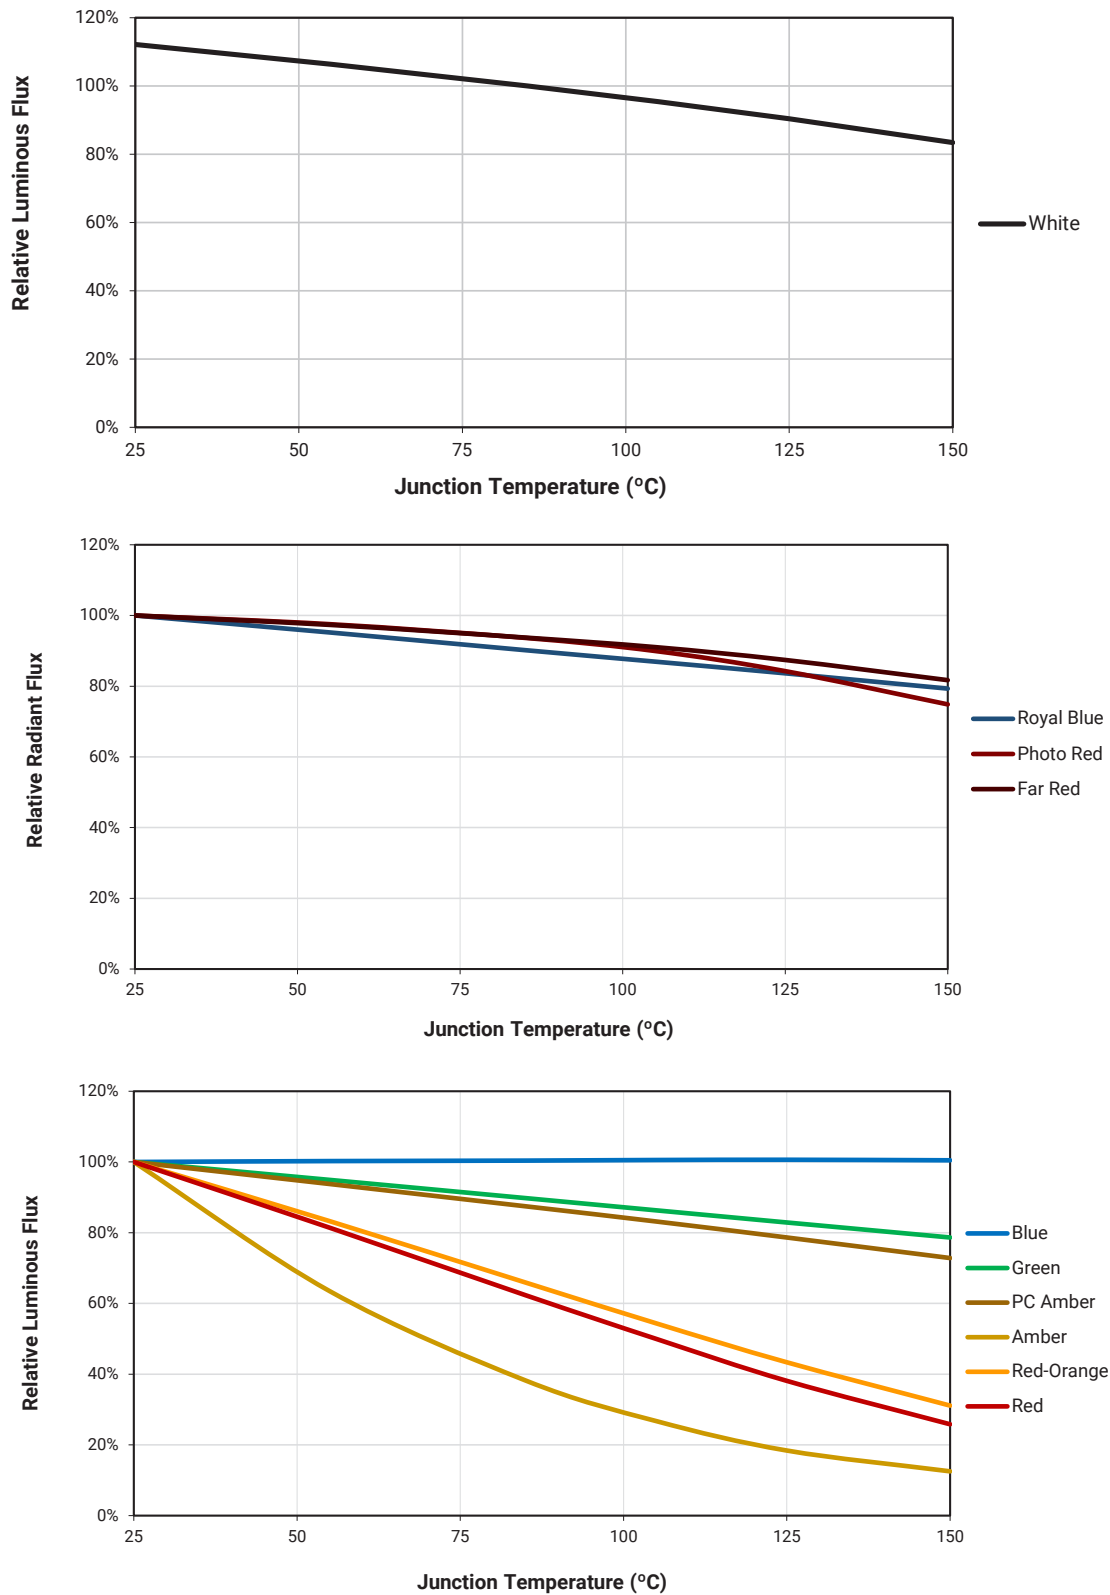 120%
100%
80%
60%
40%
20%
0%
Relative Luminous Flux
25 50 75 100 125 150
Junction Temperature (ºC)
White
120%
100%
80%
60%
40%
20%
0%
Relative Radiant Flux
25 50 75 100 125 150
Junction Temperature (ºC)
Royal Blue
Photo Red
Far Red
120%
100%
80%
60%
40%
20%
0%
Relative Luminous Flux
25 50 75 100 125 150
Junction Temperature (ºC)
Blue
Green
PC Amber
Amber
Red-Orange
Red